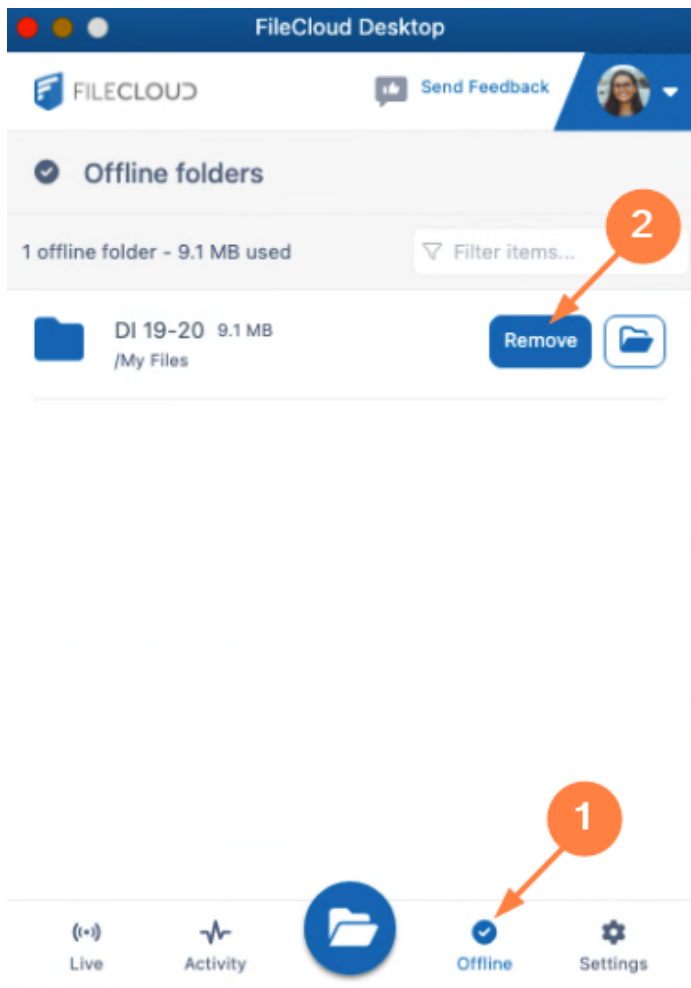 FileCloud Desktop
FILECLOUD
Send Feedback
Offline folders
1 offline folder - 9.1 MB used
Filter items...
2
DI 19-20 9.1 MB
/My Files
Remove
1
Live
Activity
Offline
Settings